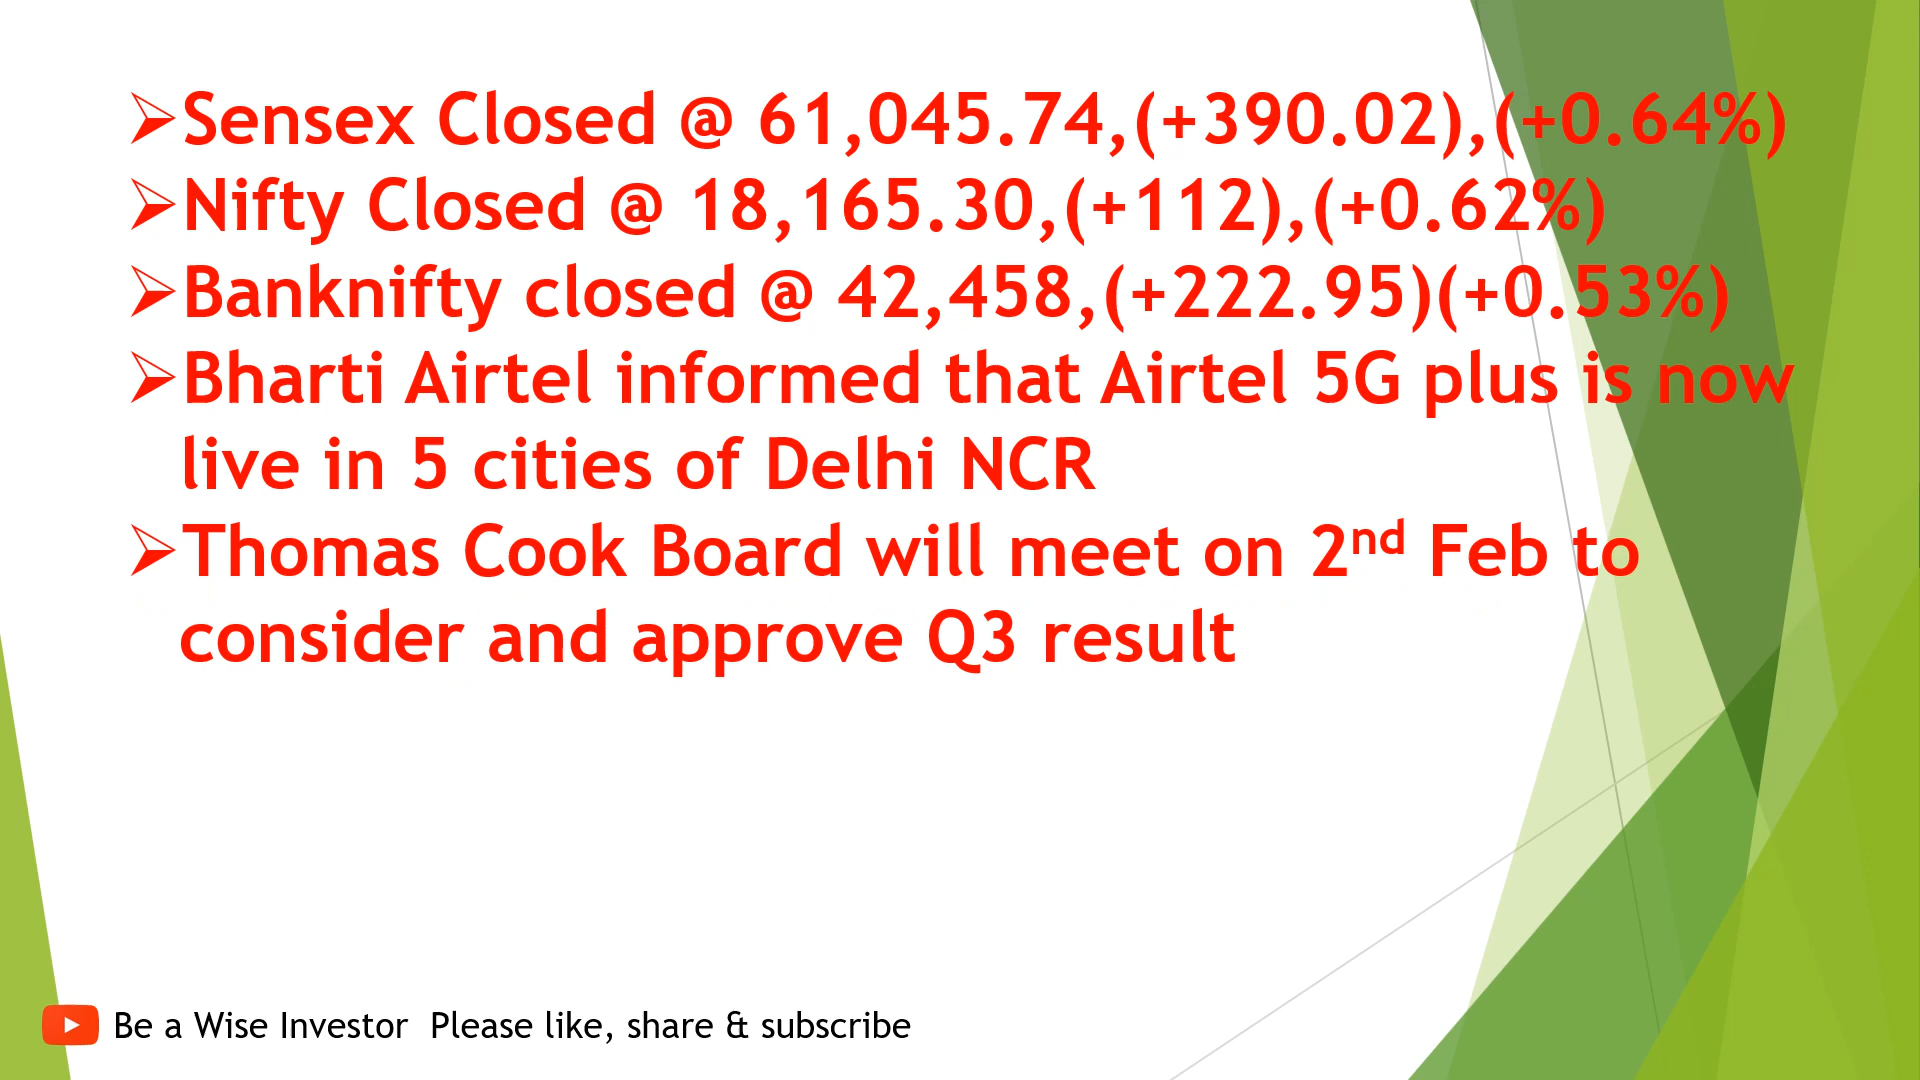 ➢Sensex Closed @ 61,045.74,(+390.02),(+0.64%)
➢Nifty Closed @ 18,165.30,(+112),(+0.62%)
➢Banknifty closed @ 42,458,(+222.95)(+0.53%)
➢Bharti Airtel informed that Airtel 5G plus is now
live in 5 cities of Delhi NCR
➢Thomas Cook Board will meet on 2nd Feb to
consider and approve Q3 result
Be a Wise Investor  Please like, share & subscribe